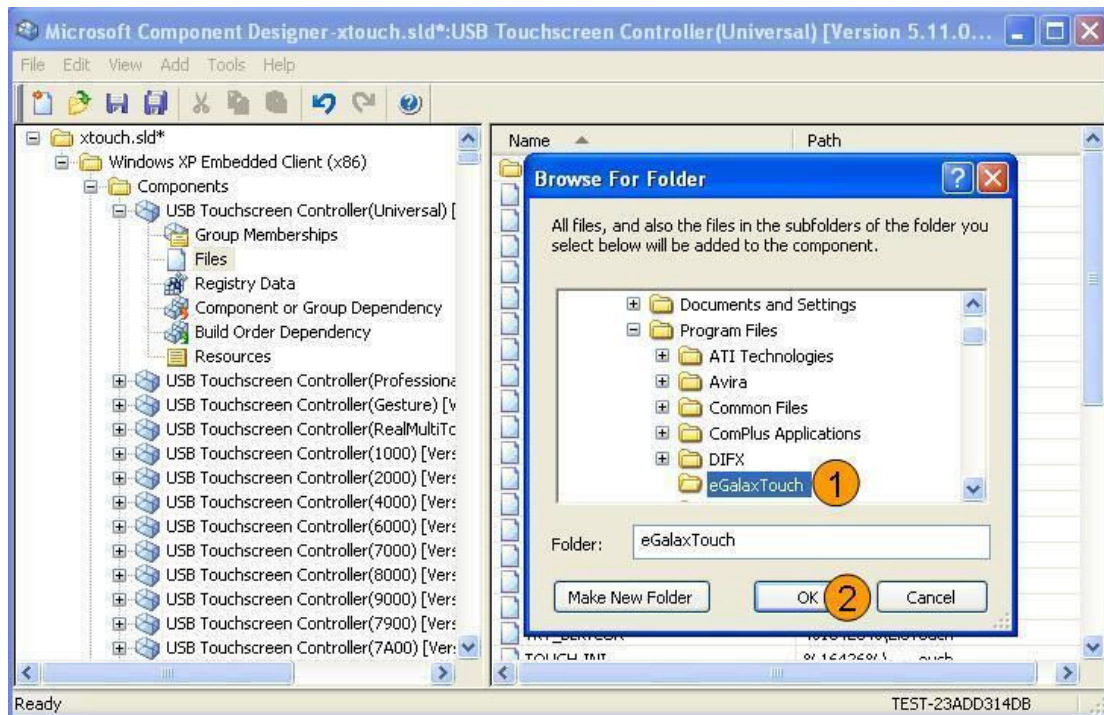 Microsoft Component Designer-xtouch.sld*:USB Touchscreen Controller(Universal) [Version 5.11.0...
File Edit View Add Tools Help
xtouch.sld*
Windows XP Embedded Client (x86)
Components
USB Touchscreen Controller(Universal) [
Group Memberships
Files
Registry Data
Component or Group Dependency
Build Order Dependency
Resources
USB Touchscreen Controller(Professiona
USB Touchscreen Controller(Gesture) [V
USB Touchscreen Controller(RealMultiTo
USB Touchscreen Controller(1000) [Vers
USB Touchscreen Controller(2000) [Vers
USB Touchscreen Controller(4000) [Vers
USB Touchscreen Controller(6000) [Vers
USB Touchscreen Controller(7000) [Vers
USB Touchscreen Controller(8000) [Vers
USB Touchscreen Controller(9000) [Vers
USB Touchscreen Controller(7900) [Vers
USB Touchscreen Controller(7A00) [Vers
Name Path
Browse For Folder
All files, and also the files in the subfolders of the folder you
select below will be added to the component.
Documents and Settings
Program Files
ATI Technologies
Avira
Common Files
ComPlus Applications
DIFX
eGalaxTouch 1
Folder: eGalaxTouch
Make New Folder OK 2 Cancel
TOUCH.INI
Ready TEST-23ADD314DB